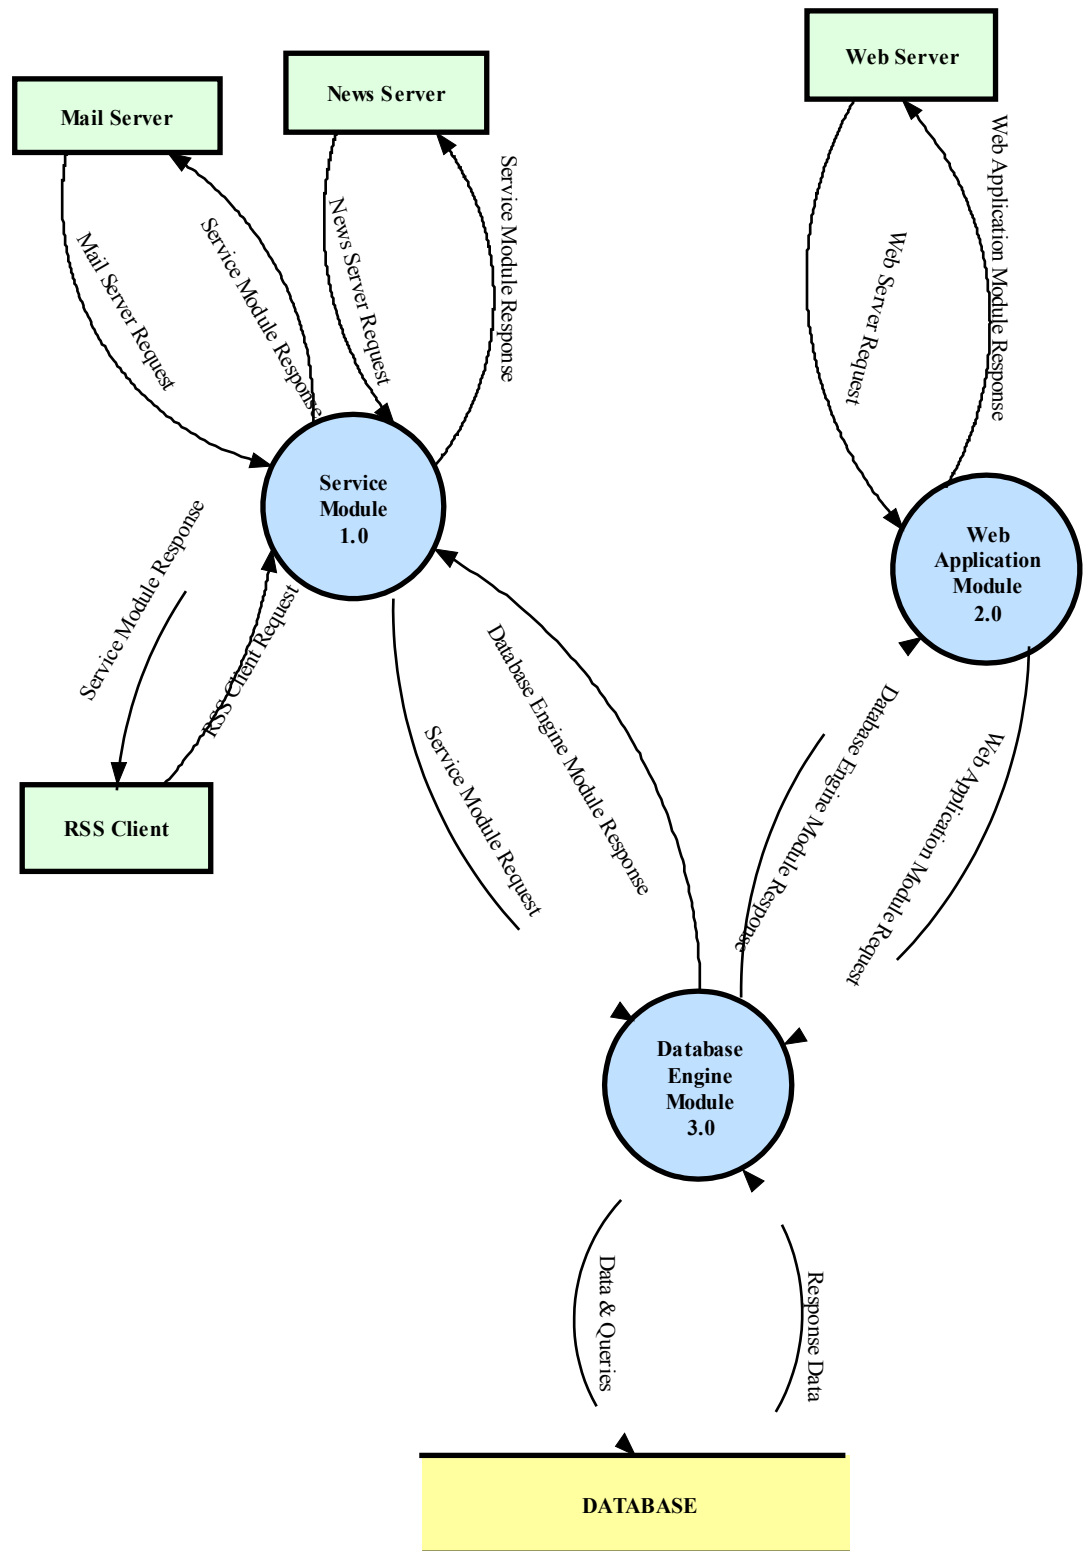 Web Server
News Server
Mail Server
Web Application Module Response
Service Module Response
News Server Request
Service Module Response
Mail Server Request
Web Server Request
Service
Module
1.0
Web
Application
Module
2.0
Service Module Response
RSS Client Request
Database Engine Module Response
Service Module Request
Database Engine Module Response
Web Application Module Request
RSS Client
Database
Engine
Module
3.0
Data & Queries
Response Data
DATABASE